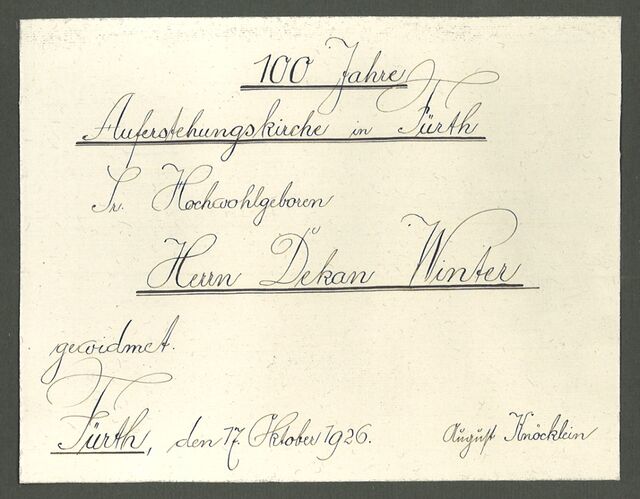 100 Jahre
Auferstehungskirche in Fürth
Sr. Hochwohlgeboren
Herrn Dekan Winter
gewidmet.
Fürth, den 17. Oktober 1926.
August Knöcklein